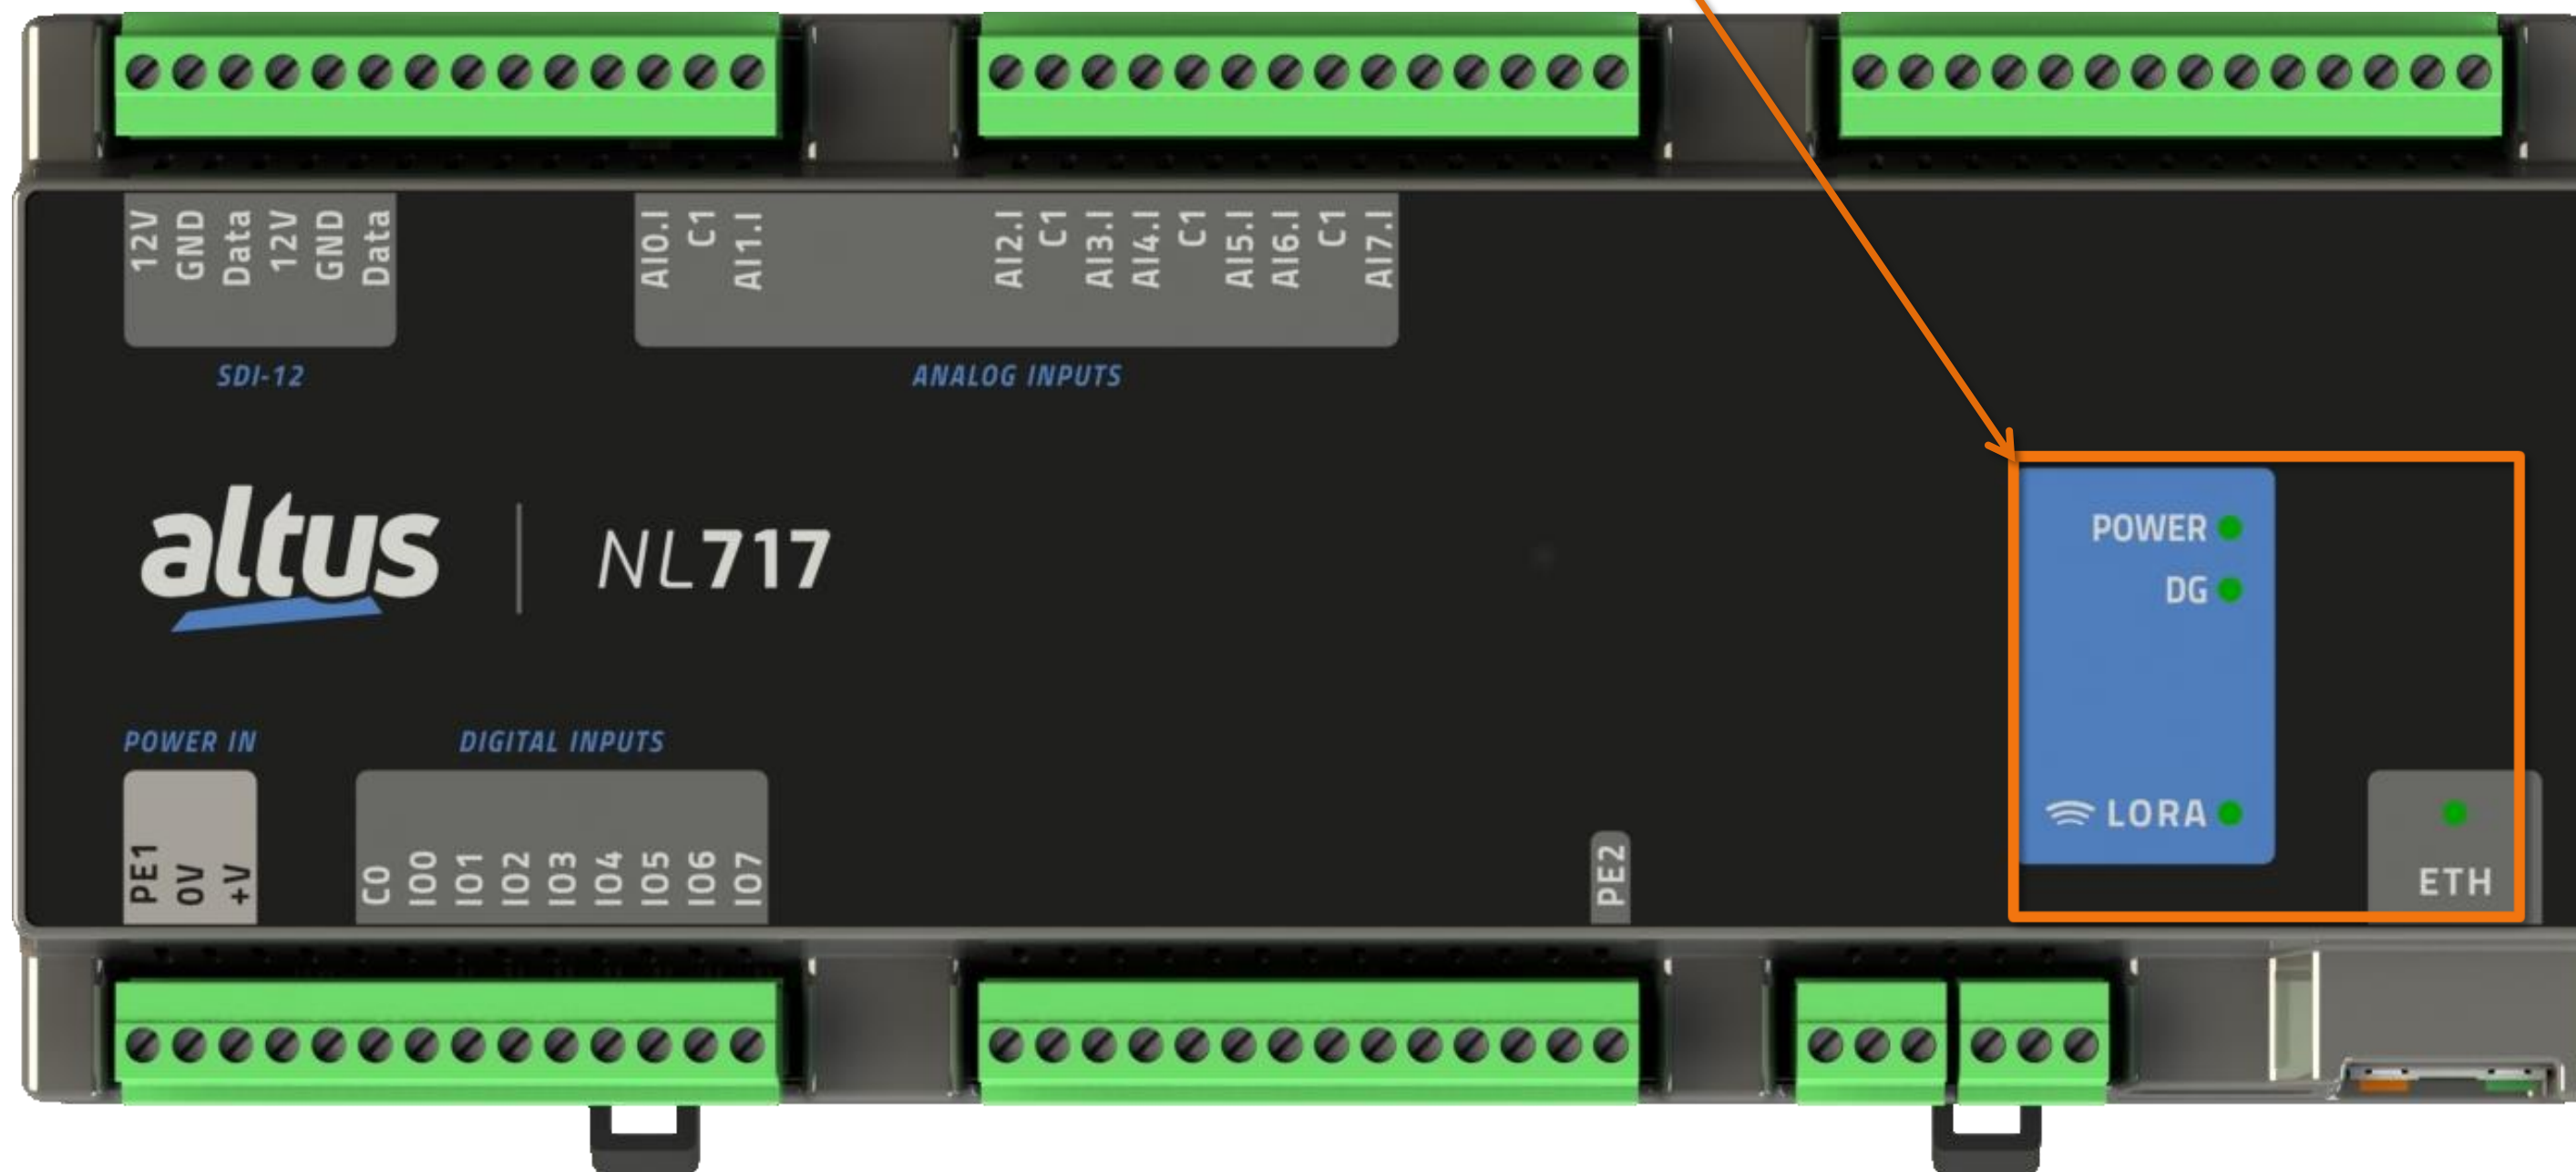 12V GND Data 12V GND Data
AI0.I C1 AI1.I AI2.I C1 AI3.I AI4.I C1 AI5.I AI6.I C1 AI7.I
SDI-12
ANALOG INPUTS
altus
NL717
POWER
DG
LORA
ETH
POWER IN
DIGITAL INPUTS
PE1 0V +V
C0 I00 I01 I02 I03 I04 I05 I06 I07
PE2